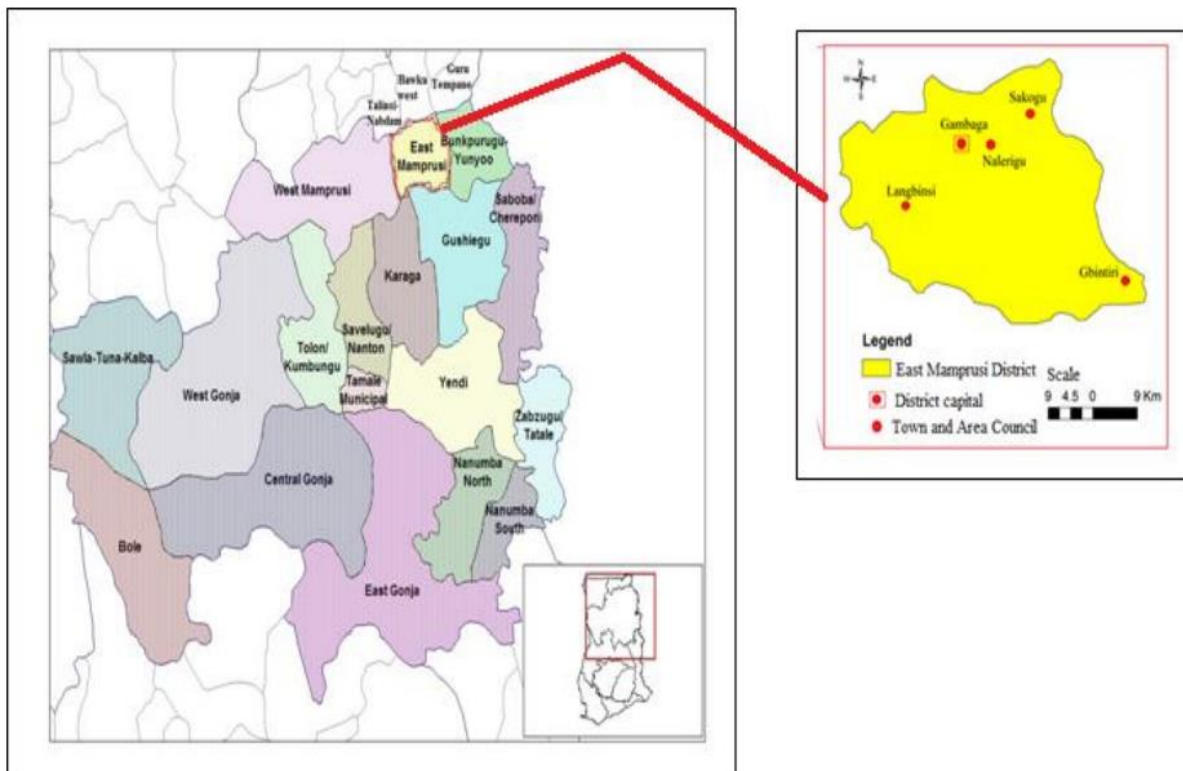 Bawku
west
Guru
Tempane
Talinsi-
Nabdam
East
Mamprusi
Bunkpurugu-
Yunyoo
West Mamprusi
Saboba/
Chereponi
Gushiegu
Karaga
Savelugo/
Nanton
Tolon/
Kumbungu
Sawla-Tuna-Kalba
West Gonja
Tamale
Municipal
Yendi
Zabzugu/
Tatale
Nanumba
North
Central Gonja
Nanumba
South
Bole
East Gonja
N
W
E
S
Sakogu
Gambaga
Nalerigu
Langbinsi
Gbintiri
Legend
East Mamprusi District
District capital
Town and Area Council
Scale
9 4.5 0 9 Km